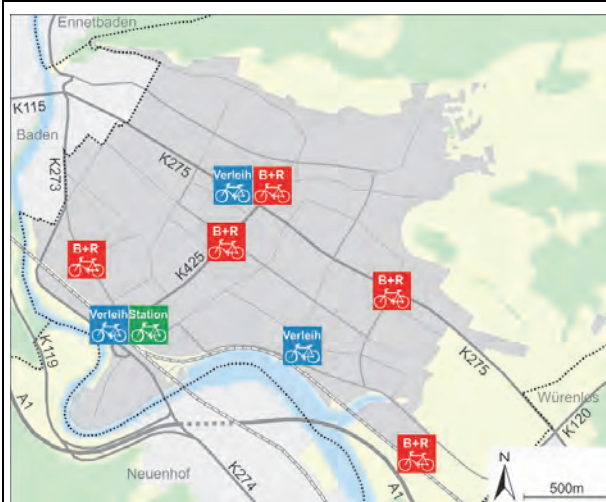 Ennetbaden
K115
Baden
K273
K275
Verleih B+R
B+R
B+R
K425
B+R
Verleih Station
Verleih
K119
K275
Würenlos
K120
A1
B+R
Neuenhof
K274
A1
N
500m